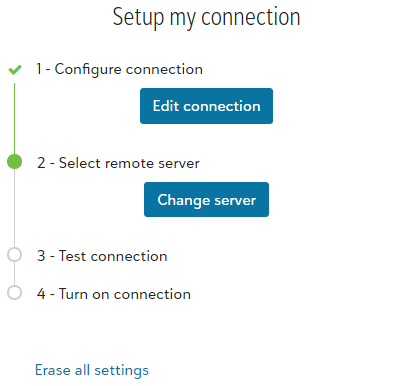 Setup my connection
1 - Configure connection
Edit connection
2 - Select remote server
Change server
3 - Test connection
4 - Turn on connection
Erase all settings